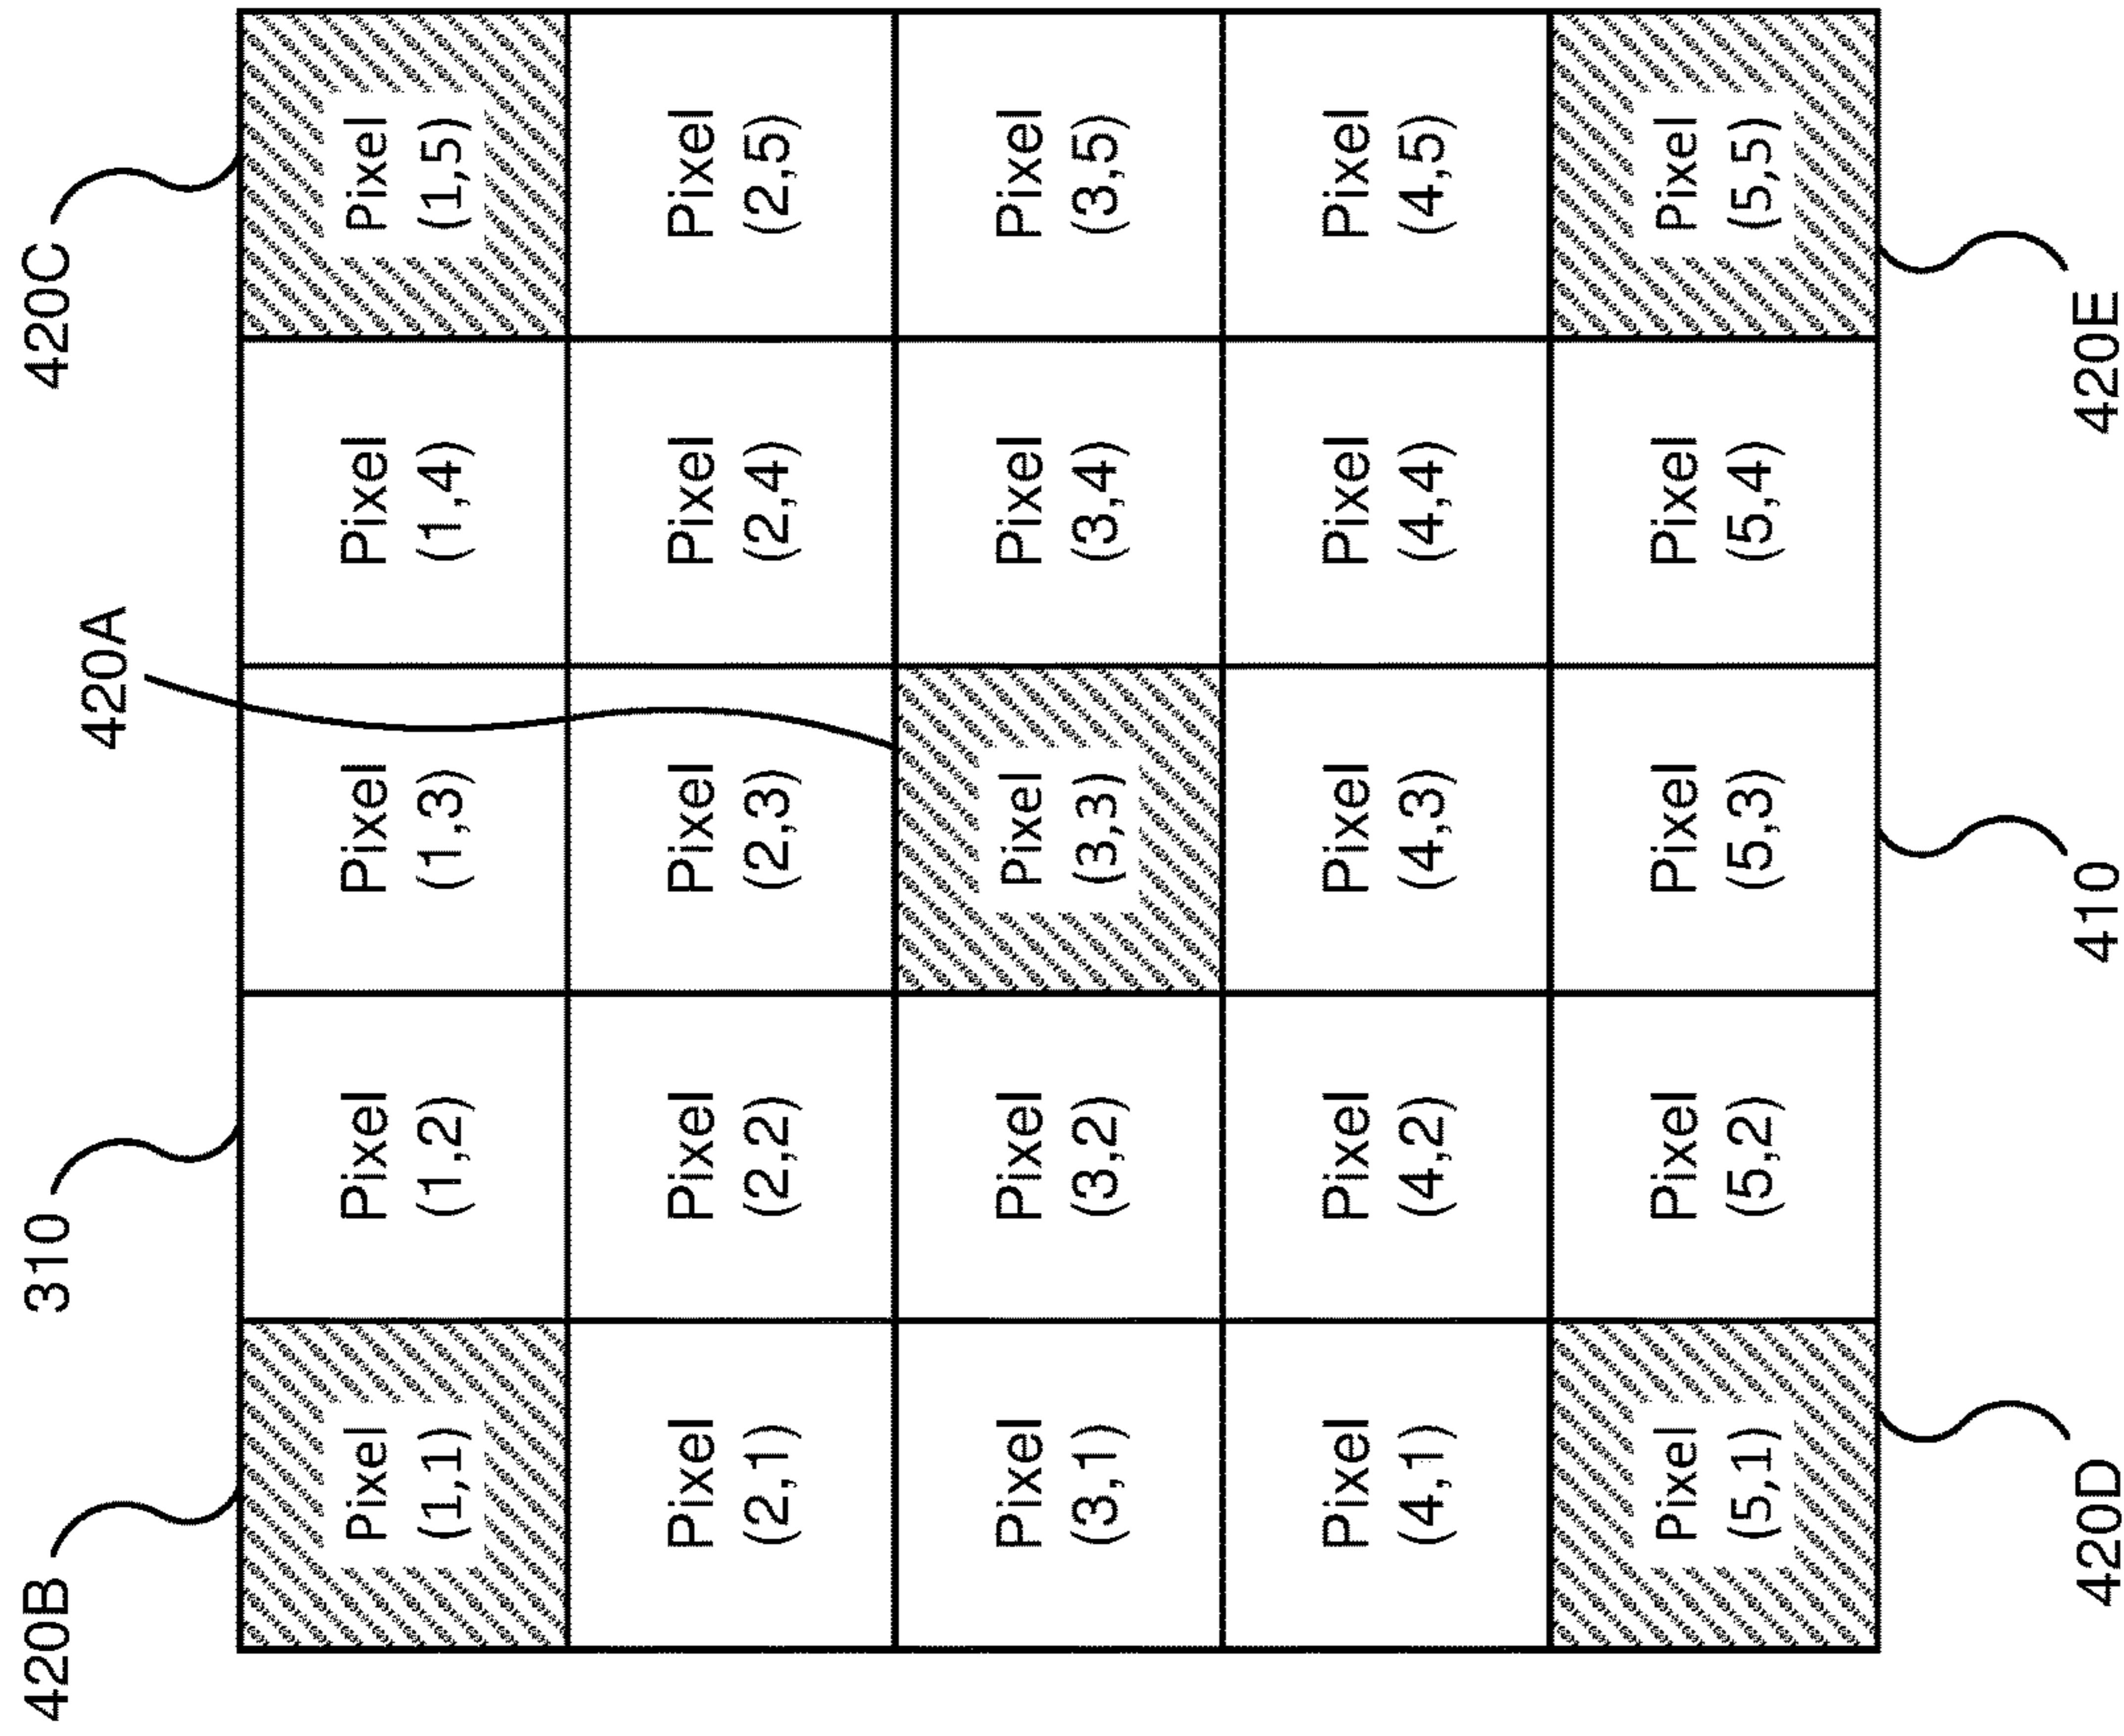 420B
310
420A
420C
Pixel
(1,1)
Pixel
(1,2)
Pixel
(1,3)
Pixel
(1,4)
Pixel
(1,5)
Pixel
(2,1)
Pixel
(2,2)
Pixel
(2,3)
Pixel
(2,4)
Pixel
(2,5)
Pixel
(3,1)
Pixel
(3,2)
Pixel
(3,3)
Pixel
(3,4)
Pixel
(3,5)
Pixel
(4,1)
Pixel
(4,2)
Pixel
(4,3)
Pixel
(4,4)
Pixel
(4,5)
Pixel
(5,1)
Pixel
(5,2)
Pixel
(5,3)
Pixel
(5,4)
Pixel
(5,5)
420D
410
420E